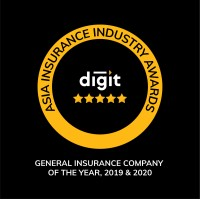 ASIA INSURANCE INDUSTRY AWARDS
digit
GENERAL INSURANCE COMPANY
OF THE YEAR, 2019 & 2020